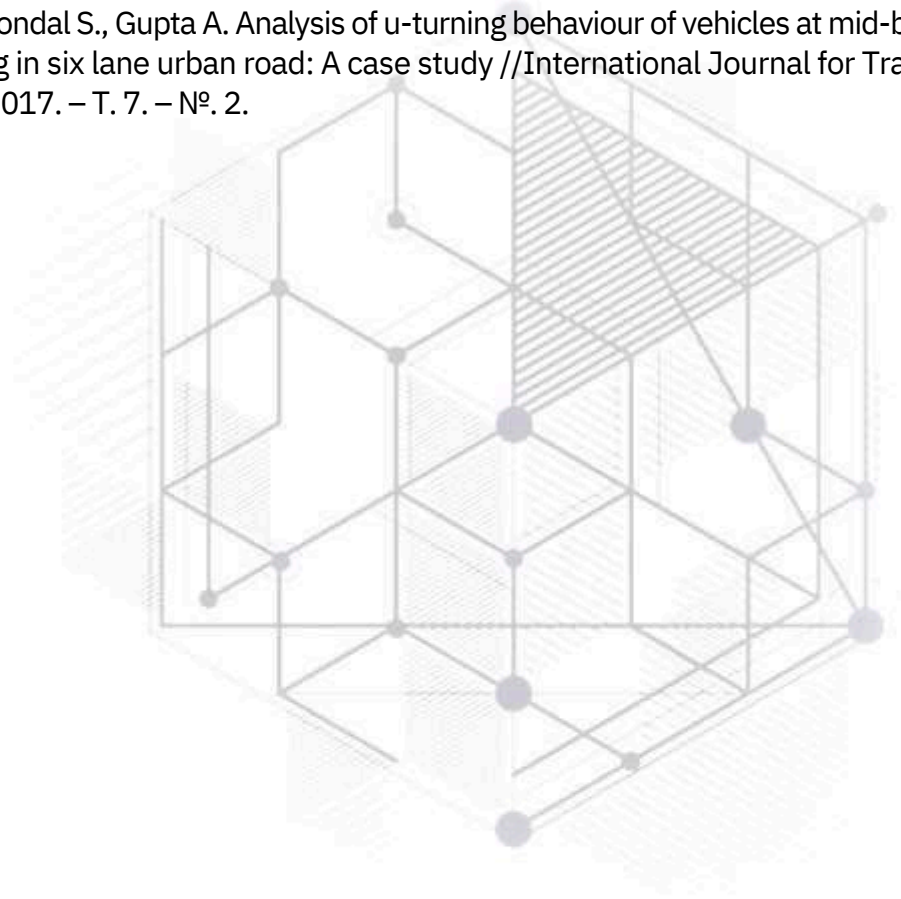 ondal S., Gupta A. Analysis of u-turning behaviour of vehicles at mid-b
g in six lane urban road: A case study //International Journal for Tra
017. – T. 7. – №. 2.